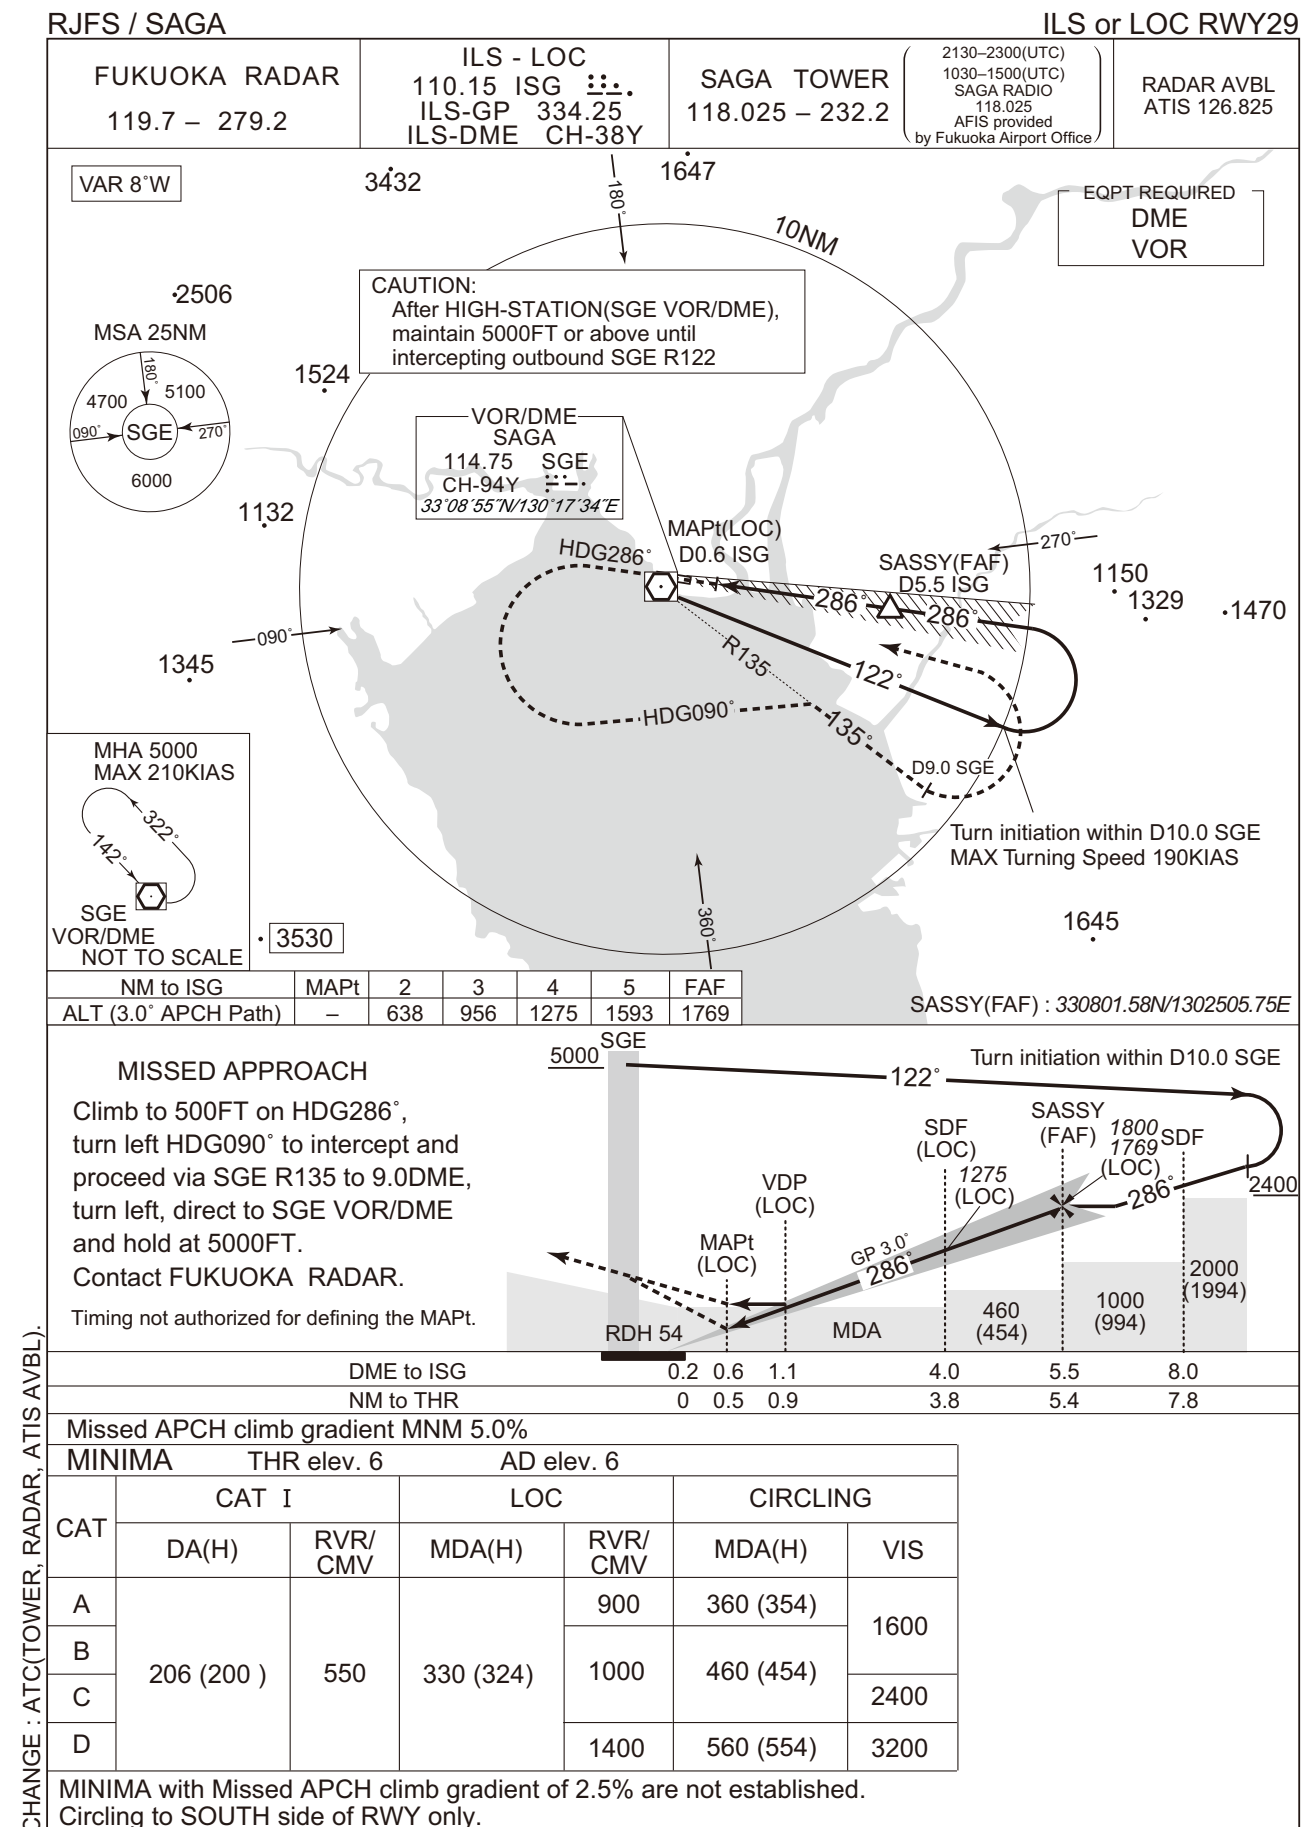 RJFS / SAGA
ILS or LOC RWY29
FUKUOKA RADAR
119.7 – 279.2
ILS - LOC
110.15 ISG
ILS-GP 334.25
ILS-DME CH-38Y
SAGA TOWER
118.025 – 232.2
2130–2300(UTC)
1030–1500(UTC)
SAGA RADIO
118.025
AFIS provided
by Fukuoka Airport Office
RADAR AVBL
ATIS 126.825
VAR 8°W
3432
180°
1647
EQPT REQUIRED
DME
VOR
10NM
CAUTION:
After HIGH-STATION(SGE VOR/DME),
maintain 5000FT or above until
intercepting outbound SGE R122
2506
MSA 25NM
180°
4700
5100
090°
SGE
270°
6000
1524
VOR/DME
SAGA
114.75 SGE
CH-94Y
33°08´55˝N/130°17´34˝E
1132
HDG286°
MAPt(LOC)
D0.6 ISG
SASSY(FAF)
D5.5 ISG
270°
1150
1329
1470
286°
286°
090°
1345
R135
122°
HDG090°
135°
D9.0 SGE
MHA 5000
MAX 210KIAS
322°
142°
SGE
VOR/DME
NOT TO SCALE
Turn initiation within D10.0 SGE
MAX Turning Speed 190KIAS
3530
360°
1645
NM to ISG MAPt 2 3 4 5 FAF
ALT (3.0° APCH Path) – 638 956 1275 1593 1769
SASSY(FAF) : 330801.58N/1302505.75E
MISSED APPROACH
Climb to 500FT on HDG286°,
turn left HDG090° to intercept and
proceed via SGE R135 to 9.0DME,
turn left, direct to SGE VOR/DME
and hold at 5000FT.
Contact FUKUOKA RADAR.
Timing not authorized for defining the MAPt.
SGE
5000
122°
Turn initiation within D10.0 SGE
SDF
(LOC)
1275
(LOC)
SASSY
(FAF)
1800
1769
(LOC)
SDF
286°
2400
VDP
(LOC)
MAPt
(LOC)
GP 3.0°
286°
2000
(1994)
1000
(994)
460
(454)
MDA
RDH 54
DME to ISG 0.2 0.6 1.1 4.0 5.5 8.0
NM to THR 0 0.5 0.9 3.8 5.4 7.8
Missed APCH climb gradient MNM 5.0%
MINIMA THR elev. 6 AD elev. 6
CAT
CAT I LOC CIRCLING
DA(H) RVR/CMV MDA(H) RVR/CMV MDA(H) VIS
A 900 360 (354)
1600
B
206 (200 ) 550 330 (324) 1000 460 (454)
C 2400
D 1400 560 (554) 3200
MINIMA with Missed APCH climb gradient of 2.5% are not established.
Circling to SOUTH side of RWY only.
CHANGE : ATC(TOWER, RADAR, ATIS AVBL).